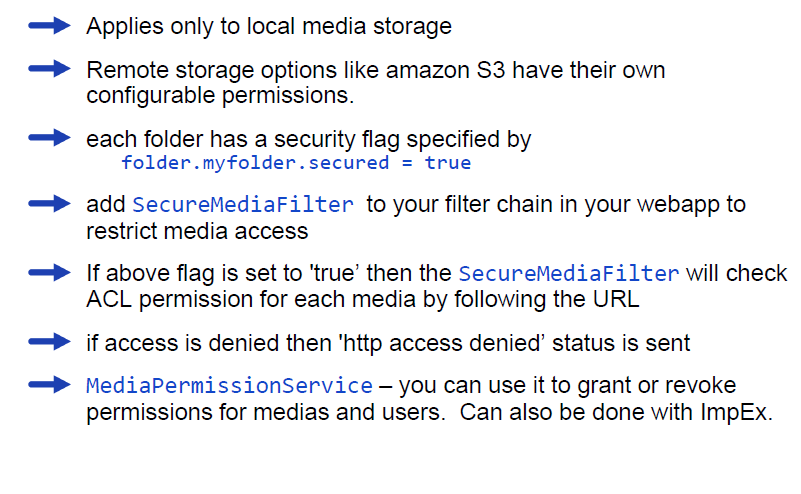 Applies only to local media storage
Remote storage options like amazon S3 have their own
configurable permissions.
each folder has a security flag specified by
folder.myfolder.secured = true
add SecureMediaFilter to your filter chain in your webapp to
restrict media access
If above flag is set to 'true’ then the SecureMediaFilter will check
ACL permission for each media by following the URL
if access is denied then 'http access denied’ status is sent
MediaPermissionService – you can use it to grant or revoke
permissions for medias and users.  Can also be done with ImpEx.